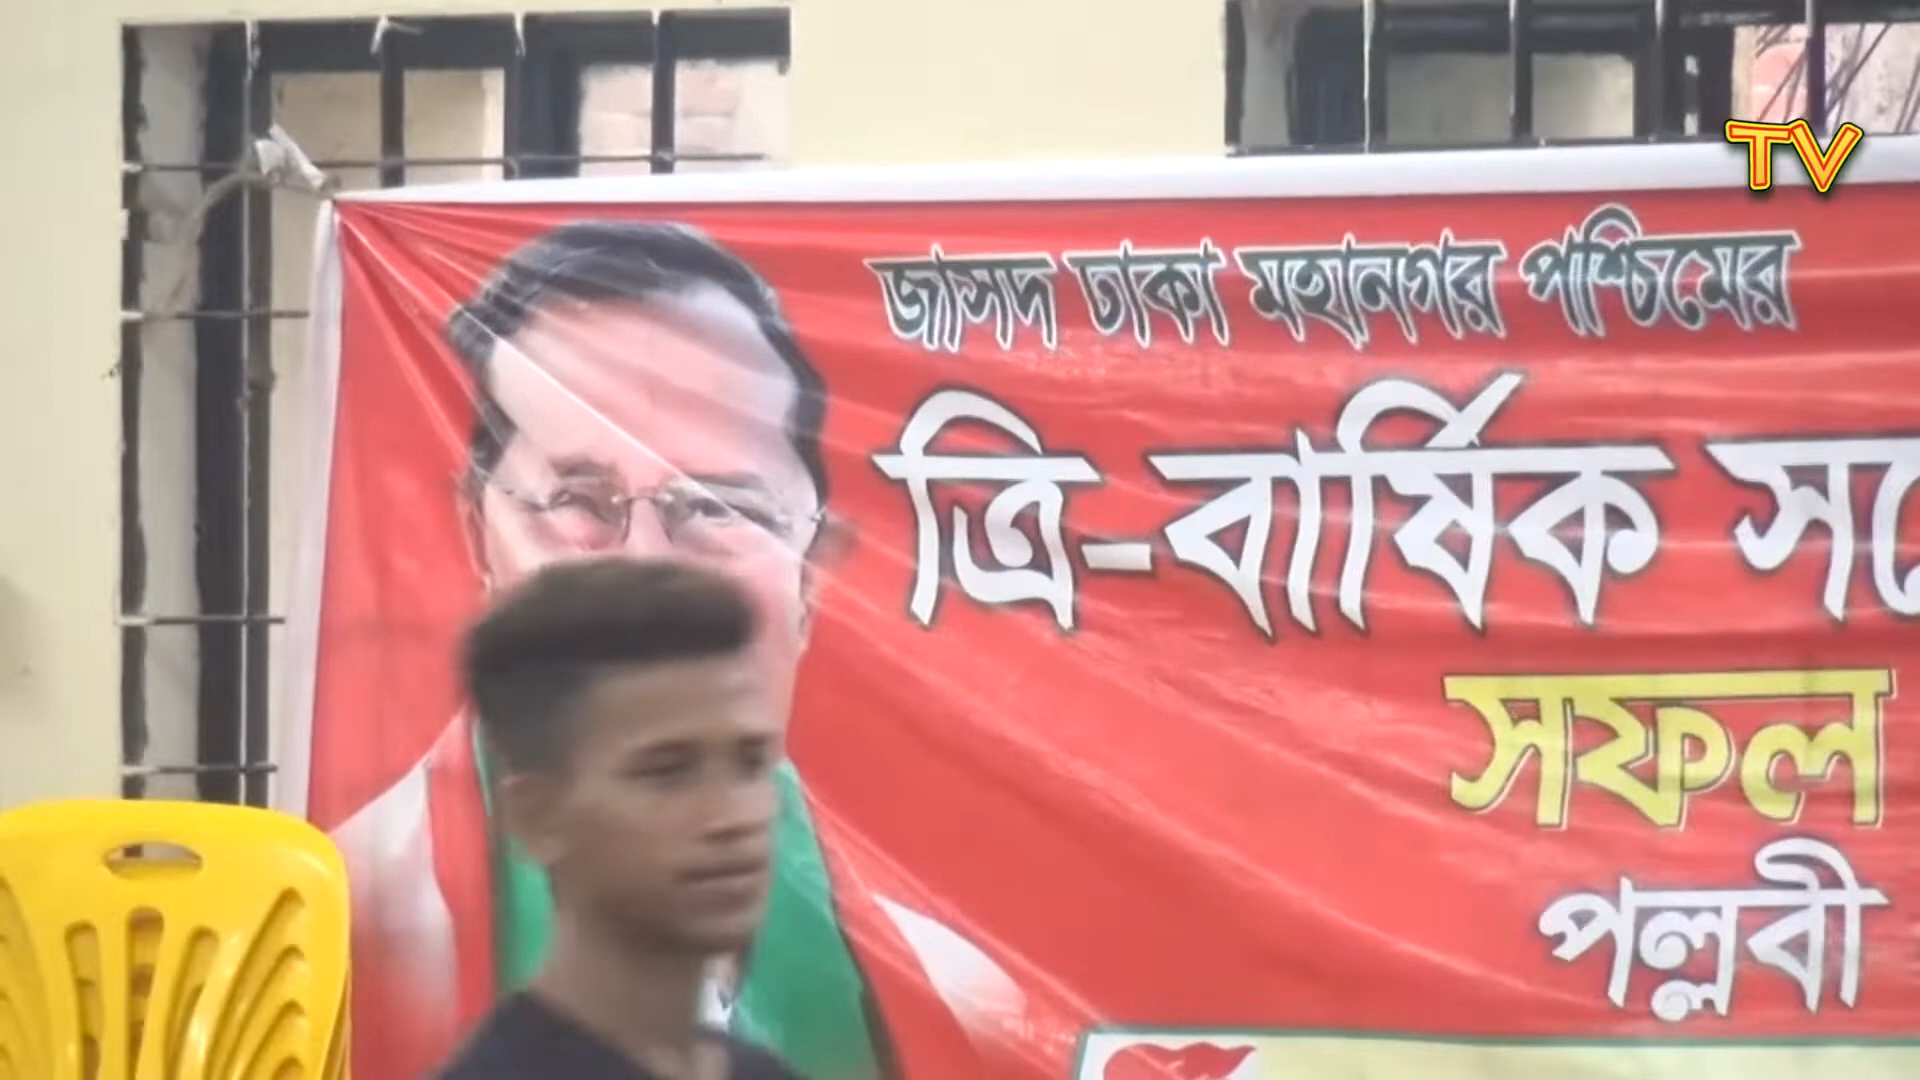 TV
জাসদ ঢাকা মহানগর পশ্চিমের
ত্রি-বার্ষিক
সফল
পল্লবী